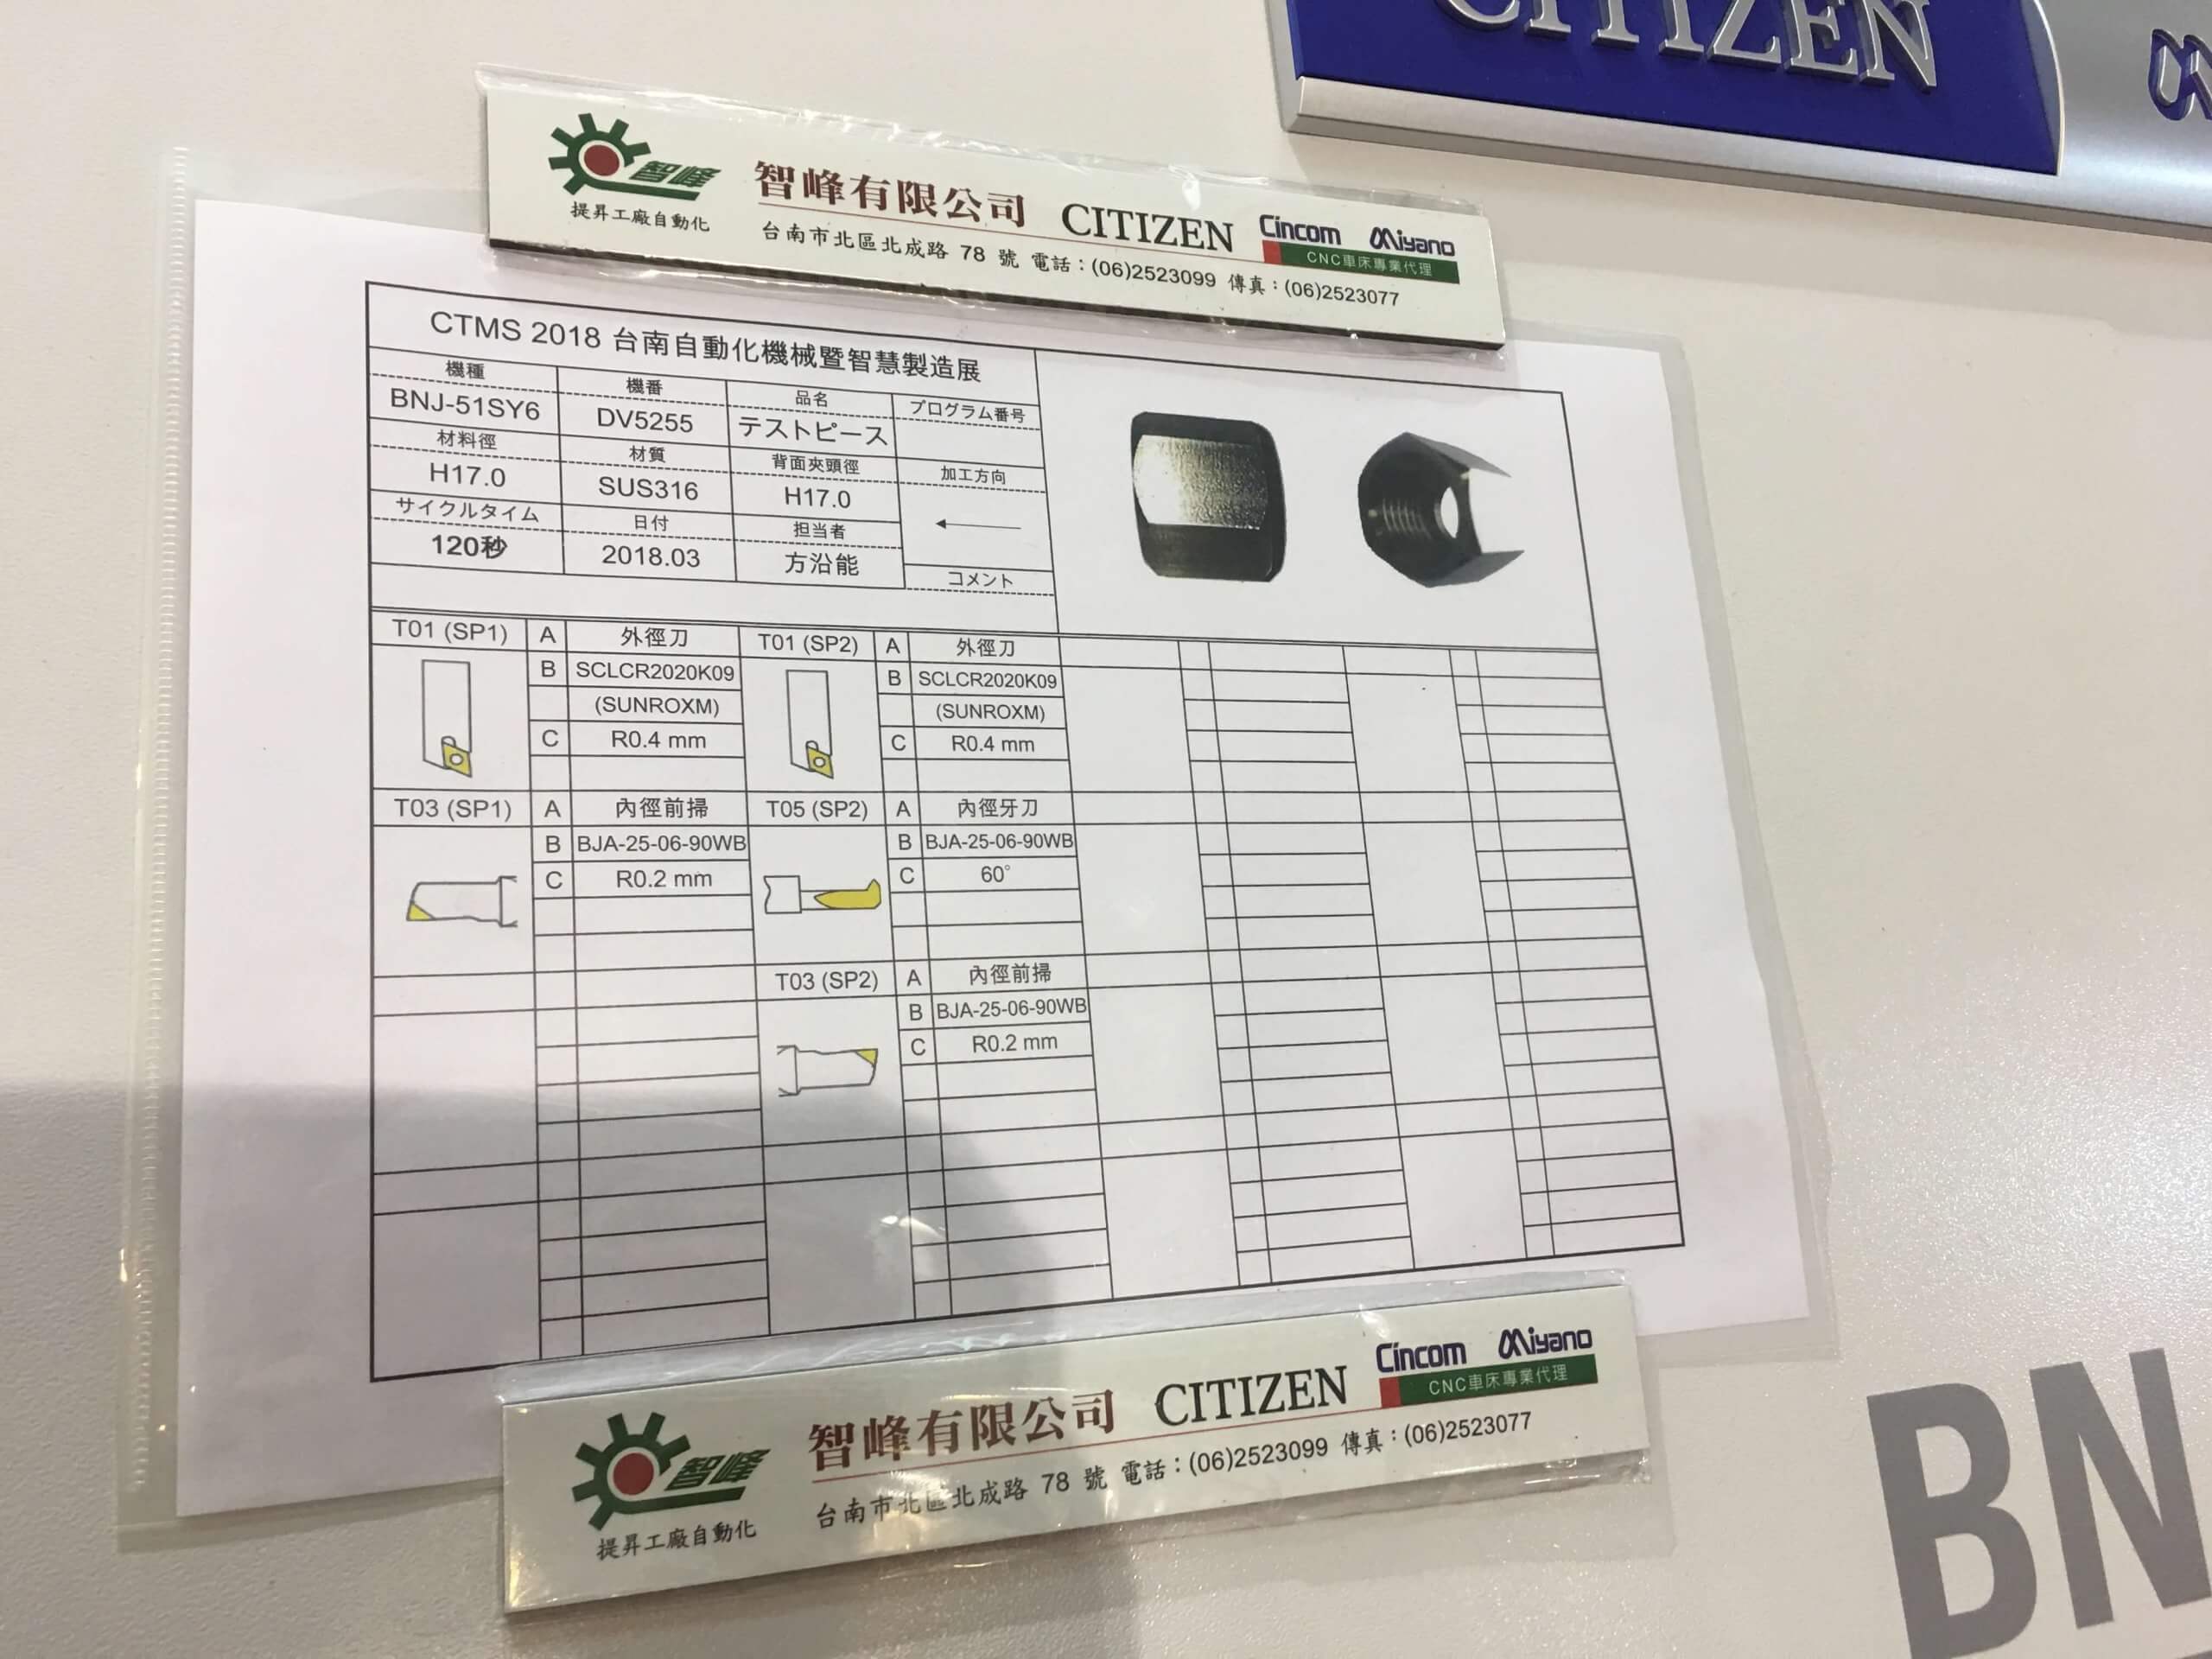 CITIZEN
智峰
提昇工廠自動化
智峰有限公司 CITIZEN Cincom Miyano
CNC車床專業代理
台南市北區北成路 78 號 電話：(06)2523099 傳真：(06)2523077
CTMS 2018 台南自動化機械暨智慧製造展
機種 機番 品名 プログラム番号
BNJ-51SY6 DV5255 テストピース
材料徑 材質 背面夾頭徑 加工方向
H17.0 SUS316 H17.0
サイクルタイム 日付 担当者
120秒 2018.03 方沿能
コメント
T01 (SP1) A 外徑刀 T01 (SP2) A 外徑刀
B SCLCR2020K09 B SCLCR2020K09
(SUNROXM) (SUNROXM)
C R0.4 mm C R0.4 mm
T03 (SP1) A 內徑前掃 T05 (SP2) A 內徑牙刀
B BJA-25-06-90WB B BJA-25-06-90WB
C R0.2 mm C 60°
T03 (SP2) A 內徑前掃
B BJA-25-06-90WB
C R0.2 mm
智峰
提昇工廠自動化
智峰有限公司 CITIZEN Cincom Miyano
CNC車床專業代理
台南市北區北成路 78 號 電話：(06)2523099 傳真：(06)2523077
BN